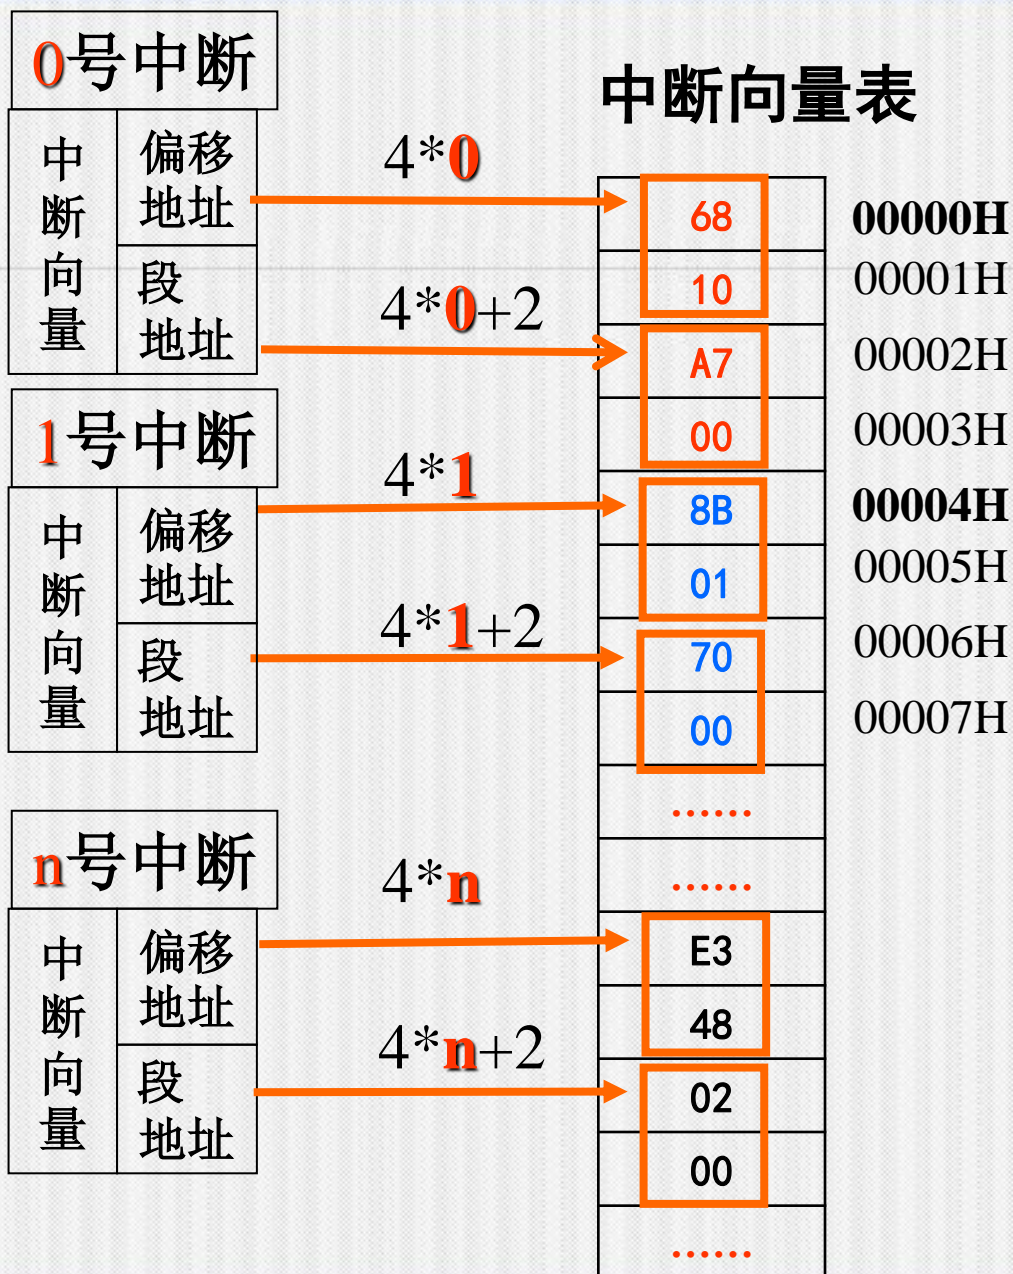 0号中断
中断向量表
中断向量
偏移
地址
4*0
段
地址
4*0+2
68
00000H
10
00001H
A7
00002H
00
00003H
1号中断
中断向量
偏移
地址
4*1
段
地址
4*1+2
8B
00004H
01
00005H
70
00006H
00
00007H
......
......
n号中断
中断向量
偏移
地址
4*n
段
地址
4*n+2
E3
48
02
00
......